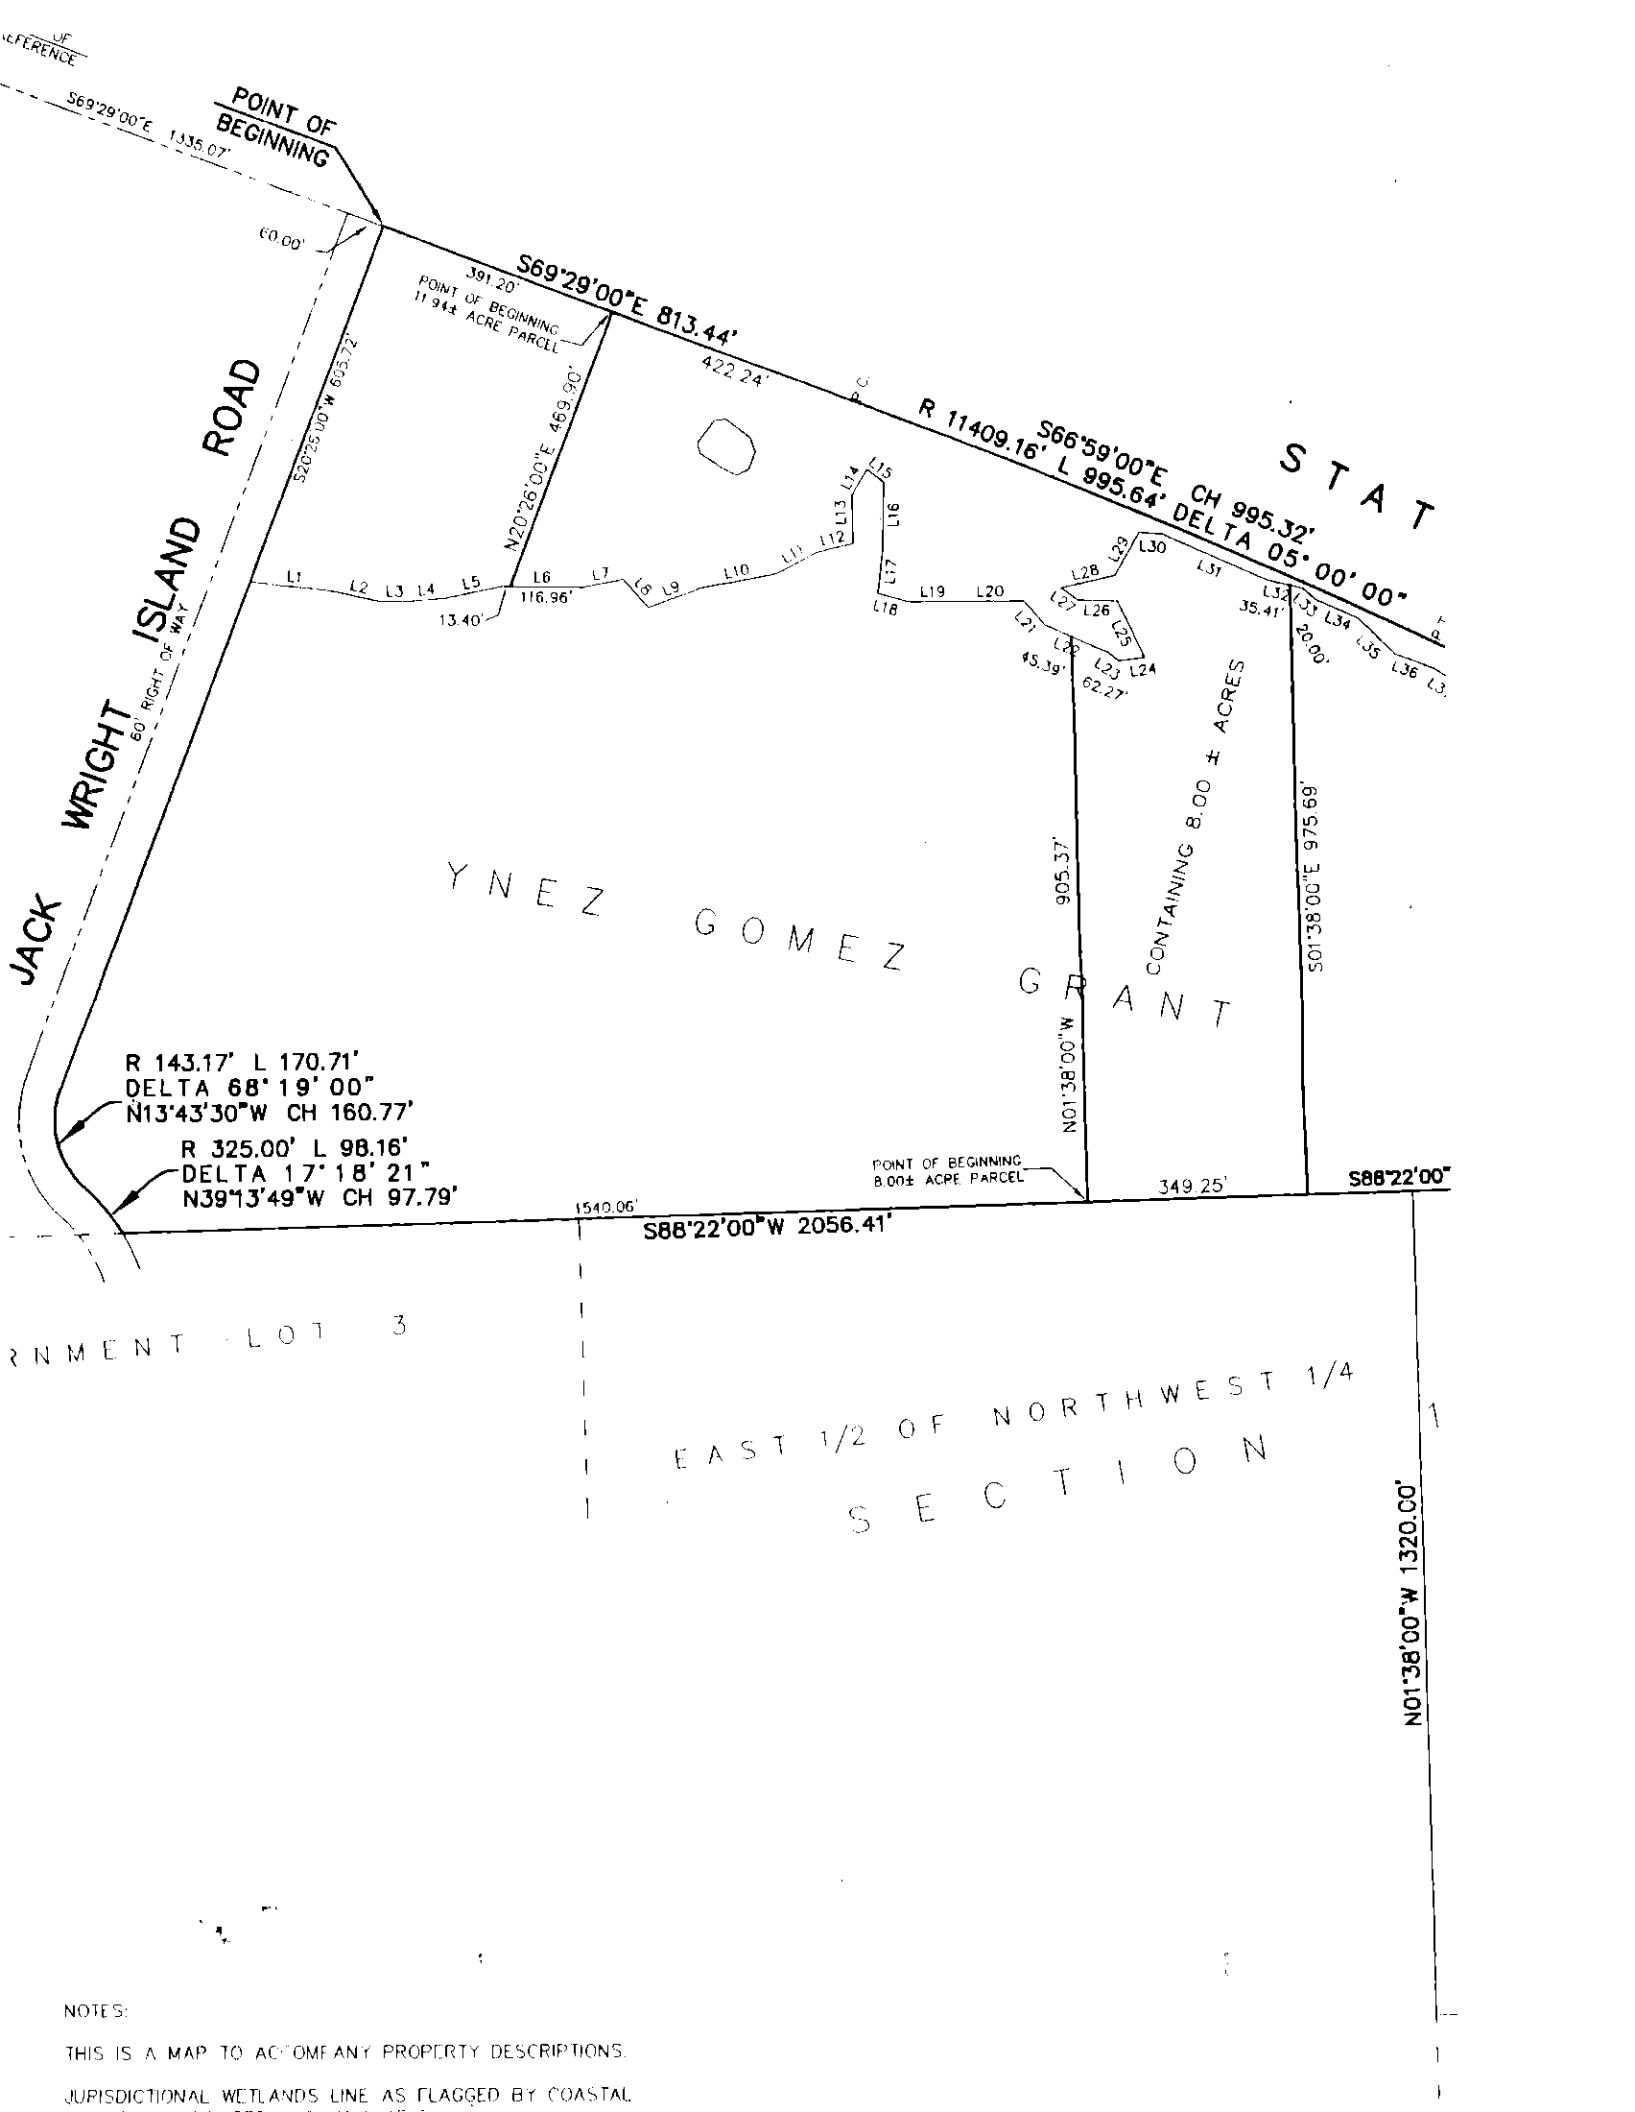 OF
S69°29'00"E 1335.07'
POINT OF
BEGINNING
60.00'
391.20'
S69°29'00"E 813.44'
POINT OF BEGINNING
11.94± ACRE PARCEL
422.24'
R 11409.16' L 995.64' DELTA 05° 00' 00"
S66°59'00"E CH 995.32'
S T A T
N20°26'00"E 469.90'
JACK WRIGHT ISLAND ROAD
60' RIGHT OF WAY
L1
L2
L3
L4
L5
L6
L7
L8
L9
L10
L11
L12
L13
L14
L15
L16
L17
L18
L19
L20
L21
L22
L23
L24
L25
L26
L27
L28
L29
L30
L31
L32
L33
L34
L35
L36
13.40'
116.96'
45.39'
62.27'
35.41'
20.00'
CONTAINING 8.00 ± ACRES
905.37'
N01°38'00"W
S01°38'00"E 975.69'
YNEZ GOMEZ GRANT
R 143.17' L 170.71'
DELTA 68° 19' 00"
N13°43'30"W CH 160.77'
R 325.00' L 98.16'
DELTA 17° 18' 21"
N39°13'49"W CH 97.79'
POINT OF BEGINNING
8.00± ACRE PARCEL
349.25'
S88°22'00"
1540.06'
S88°22'00"W 2056.41'
LOT 3
EAST 1/2 OF NORTHWEST 1/4
SECTION 1
N01°38'00"W 1320.00'
NOTES:
THIS IS A MAP TO ACCOMPANY PROPERTY DESCRIPTIONS.
JURISDICTIONAL WETLANDS LINE AS FLAGGED BY COASTAL